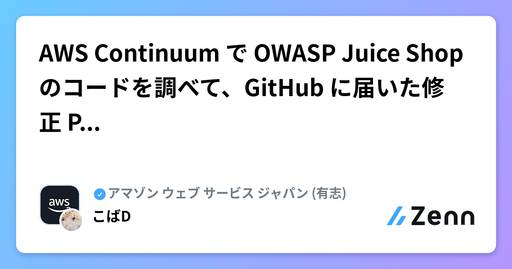 AWS Continuum で OWASP Juice Shop
のコードを調べて、GitHub に届いた修
正 P...
aws
アマゾン ウェブ サービス ジャパン (有志)
こばD
Zenn